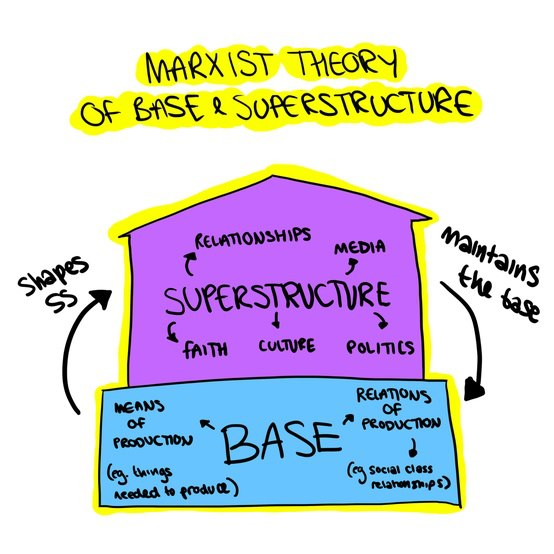 MARXIST THEORY
OF BASE & SUPERSTRUCTURE
RELATIONSHIPS
MEDIA
SUPERSTRUCTURE
FAITH CULTURE POLITICS
shapes
SS
maintains
the base
MEANS
OF
PRODUCTION
(eg. things
needed to produce)
BASE
RELATIONS
OF
PRODUCTION
(eg social class
relationships)